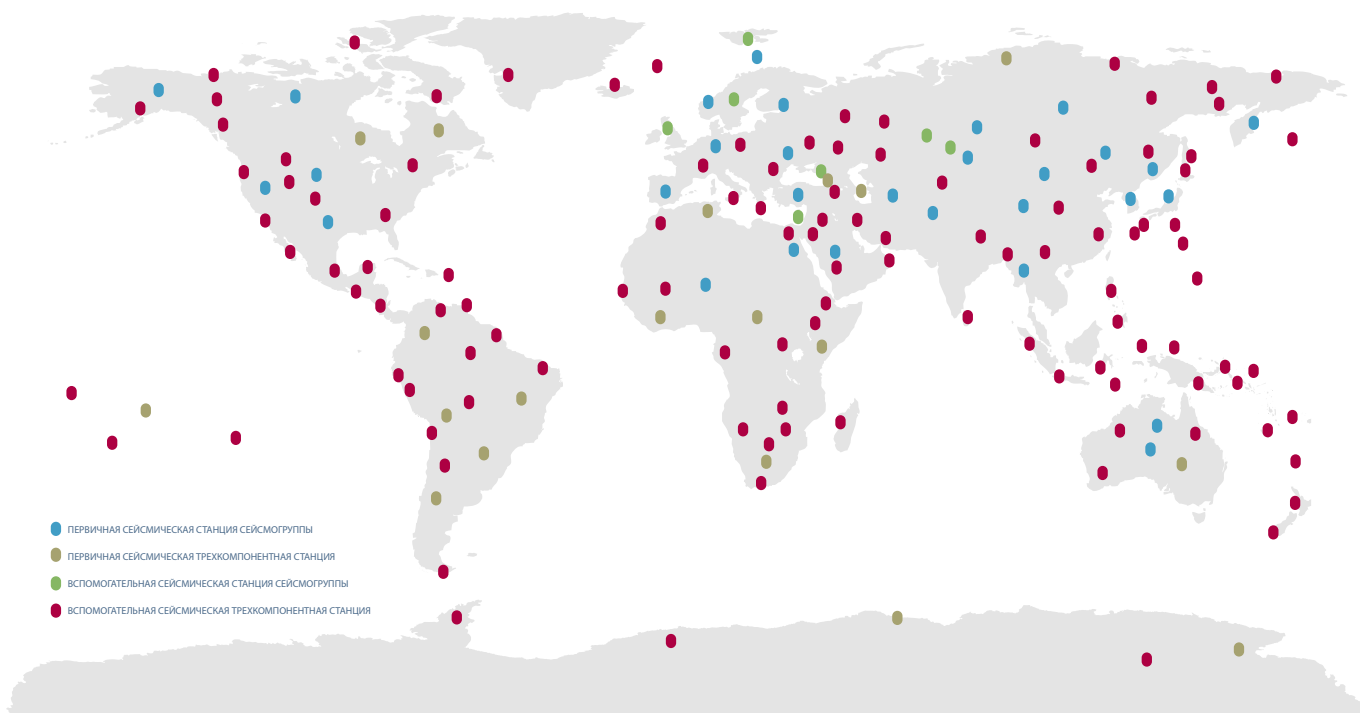 ПЕРВИЧНАЯ СЕЙСМИЧЕСКАЯ СТАНЦИЯ СЕЙСМОГРУППЫ
ПЕРВИЧНАЯ СЕЙСМИЧЕСКАЯ ТРЕХКОМПОНЕНТНАЯ СТАНЦИЯ
ВСПОМОГАТЕЛЬНАЯ СЕЙСМИЧЕСКАЯ СТАНЦИЯ СЕЙСМОГРУППЫ
ВСПОМОГАТЕЛЬНАЯ СЕЙСМИЧЕСКАЯ ТРЕХКОМПОНЕНТНАЯ СТАНЦИЯ